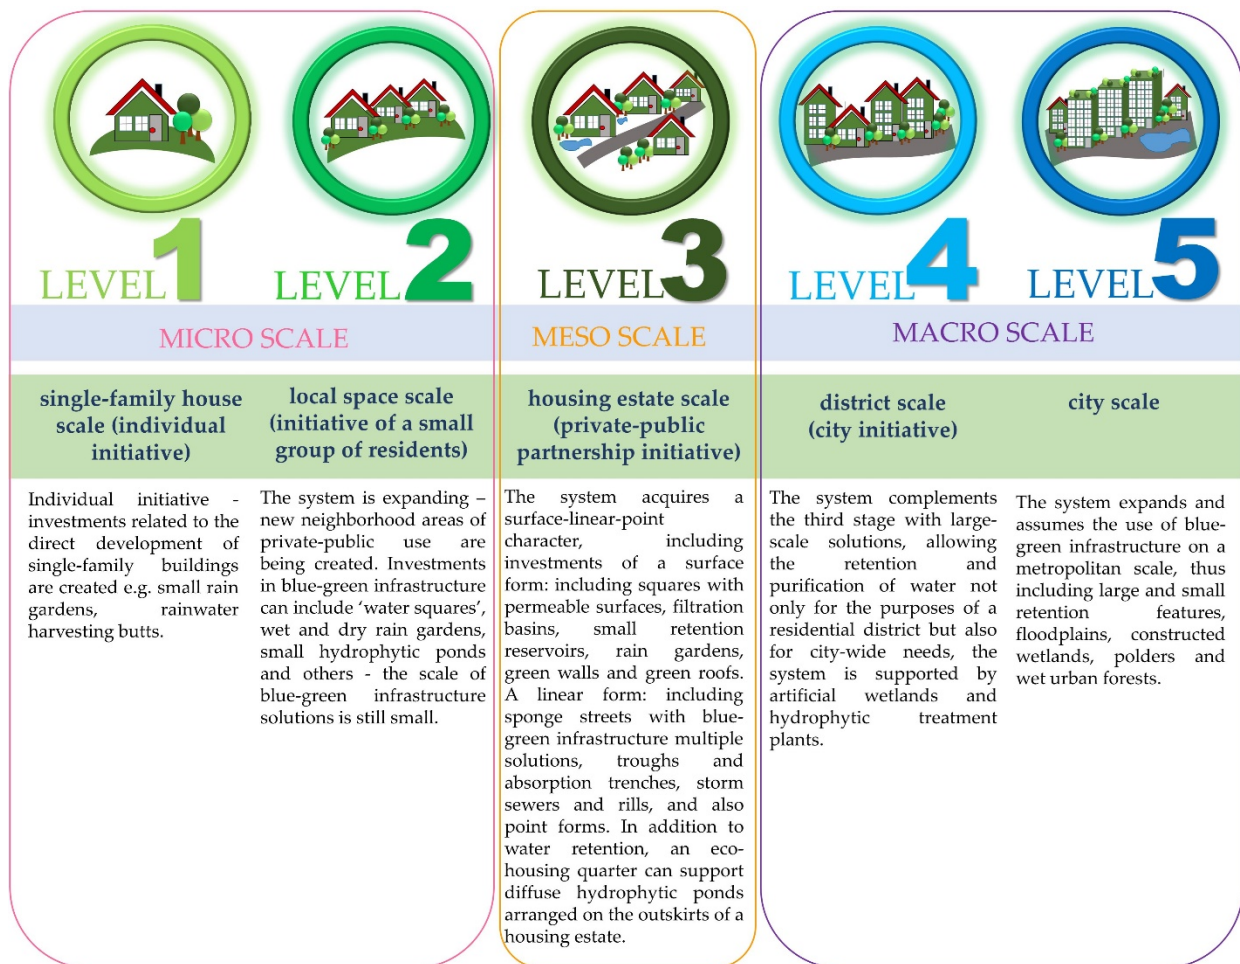 LEVEL 1
LEVEL 2
LEVEL 3
LEVEL 4
LEVEL 5
MICRO SCALE
MESO SCALE
MACRO SCALE
single-family house
scale (individual
initiative)
local space scale
(initiative of a small
group of residents)
housing estate scale
(private-public
partnership initiative)
district scale
(city initiative)
city scale
Individual initiative -
investments related to the
direct development of
single-family buildings
are created e.g. small rain
gardens, rainwater
harvesting butts.
The system is expanding –
new neighborhood areas of
private-public use are
being created. Investments
in blue-green infrastructure
can include ‘water squares’,
wet and dry rain gardens,
small hydrophytic ponds
and others - the scale of
blue-green infrastructure
solutions is still small.
The system acquires a
surface-linear-point
character, including
investments of a surface
form: including squares with
permeable surfaces, filtration
basins, small retention
reservoirs, rain gardens,
green walls and green roofs.
A linear form: including
sponge streets with blue-
green infrastructure multiple
solutions, troughs and
absorption trenches, storm
sewers and rills, and also
point forms. In addition to
water retention, an eco-
housing quarter can support
diffuse hydrophytic ponds
arranged on the outskirts of a
housing estate.
The system complements
the third stage with large-
scale solutions, allowing
the retention and
purification of water not
only for the purposes of a
residential district but also
for city-wide needs, the
system is supported by
artificial wetlands and
hydrophytic treatment
plants.
The system expands and
assumes the use of blue-
green infrastructure on a
metropolitan scale, thus
including large and small
retention features,
floodplains, constructed
wetlands, polders and
wet urban forests.